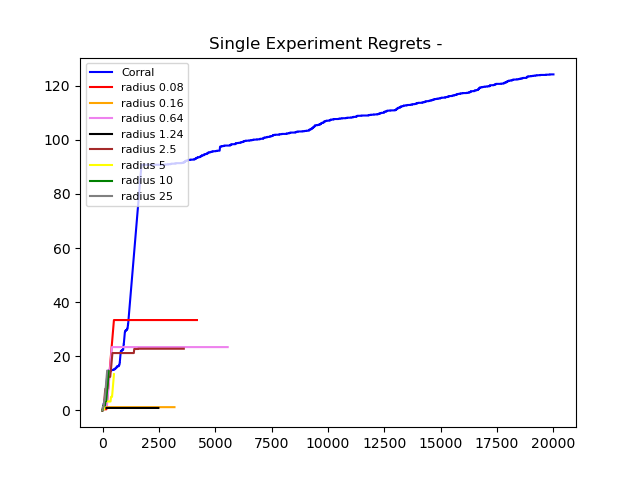 Single Experiment Regrets -
Corral
radius 0.08
radius 0.16
radius 0.64
radius 1.24
radius 2.5
radius 5
radius 10
radius 25
120
100
80
60
40
20
0
0 2500 5000 7500 10000 12500 15000 17500 20000